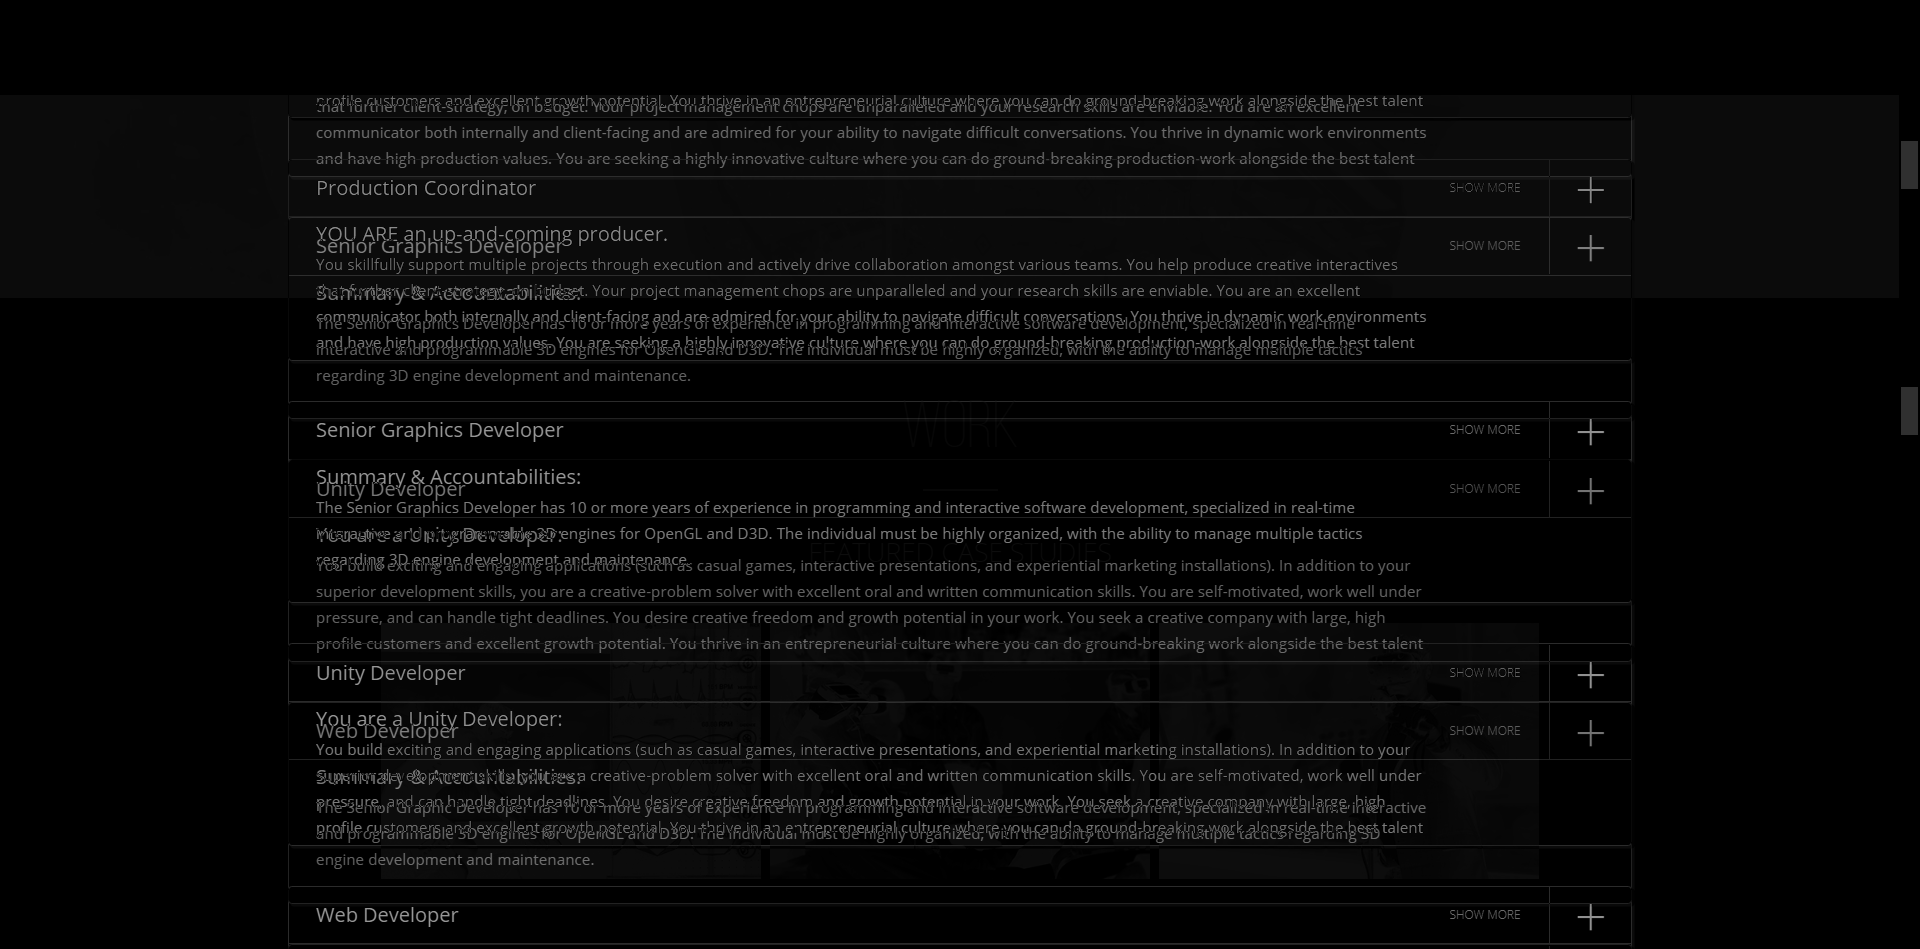 profile customers and excellent growth potential. You thrive in an entrepreneurial culture where you can do ground-breaking work alongside the best talent
that further client-strategy, on budget. Your project management chops are unparalleled and your research skills are enviable. You are an excellent
communicator both internally and client-facing and are admired for your ability to navigate difficult conversations. You thrive in dynamic work environments
and have high production values. You are seeking a highly innovative culture where you can do ground-breaking production-work alongside the best talent
Production Coordinator SHOW MORE
YOU ARE an up-and-coming producer.
Senior Graphics Developer SHOW MORE
You skillfully support multiple projects through execution and actively drive collaboration amongst various teams. You help produce creative interactives
that further client-strategy, on budget. Your project management chops are unparalleled and your research skills are enviable. You are an excellent
Summary & Accountabilities:
communicator both internally and client-facing and are admired for your ability to navigate difficult conversations. You thrive in dynamic work environments
The Senior Graphics Developer has 10 or more years of experience in programming and interactive software development, specialized in real-time
and have high production values. You are seeking a highly innovative culture where you can do ground-breaking production-work alongside the best talent
interactive and programmable 3D engines for OpenGL and D3D. The individual must be highly organized, with the ability to manage multiple tactics
regarding 3D engine development and maintenance.
WORK
Senior Graphics Developer SHOW MORE
Summary & Accountabilities:
Unity Developer SHOW MORE
The Senior Graphics Developer has 10 or more years of experience in programming and interactive software development, specialized in real-time
interactive and programmable 3D engines for OpenGL and D3D. The individual must be highly organized, with the ability to manage multiple tactics
You are a Unity Developer:
FEATURED CASE STUDIES
regarding 3D engine development and maintenance.
You build exciting and engaging applications (such as casual games, interactive presentations, and experiential marketing installations). In addition to your
superior development skills, you are a creative-problem solver with excellent oral and written communication skills. You are self-motivated, work well under
pressure, and can handle tight deadlines. You desire creative freedom and growth potential in your work. You seek a creative company with large, high
profile customers and excellent growth potential. You thrive in an entrepreneurial culture where you can do ground-breaking work alongside the best talent
Unity Developer SHOW MORE
You are a Unity Developer:
Web Developer SHOW MORE
You build exciting and engaging applications (such as casual games, interactive presentations, and experiential marketing installations). In addition to your
superior development skills, you are a creative-problem solver with excellent oral and written communication skills. You are self-motivated, work well under
Summary & Accountabilities:
pressure, and can handle tight deadlines. You desire creative freedom and growth potential in your work. You seek a creative company with large, high
The Senior Graphic Developer has 10 or more years of experience in programming and interactive software development, specialized in real-time interactive
profile customers and excellent growth potential. You thrive in an entrepreneurial culture where you can do ground-breaking work alongside the best talent
and programmable 3D engines for OpenGL and D3D. The individual must be highly organized, with the ability to manage multiple tactics regarding 3D
engine development and maintenance.
Web Developer SHOW MORE